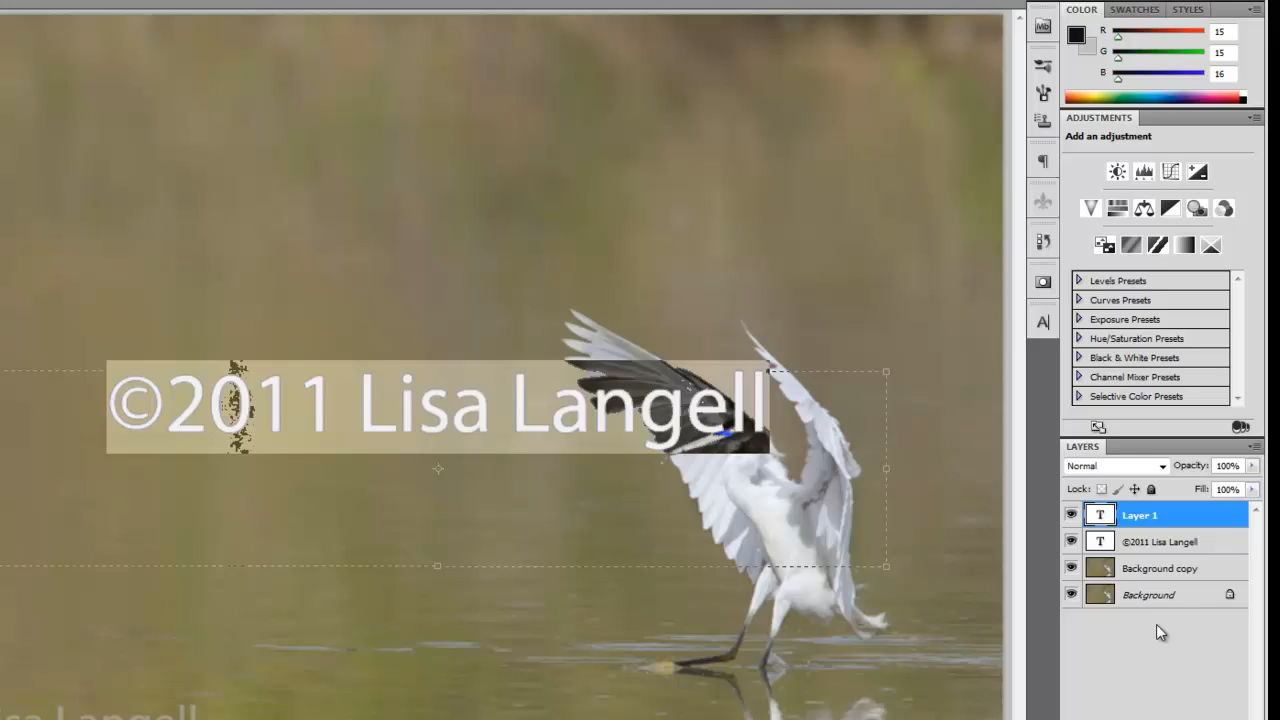 COLOR SWATCHES STYLES
Mb
R 15
G 15
B 16
ADJUSTMENTS
Add an adjustment
Levels Presets
Curves Presets
Exposure Presets
Hue/Saturation Presets
Black & White Presets
Channel Mixer Presets
Selective Color Presets
A
©2011 Lisa Langell
LAYERS
Normal Opacity: 100%
Lock: Fill: 100%
T Layer 1
T ©2011 Lisa Langell
Background copy
Background
Langell